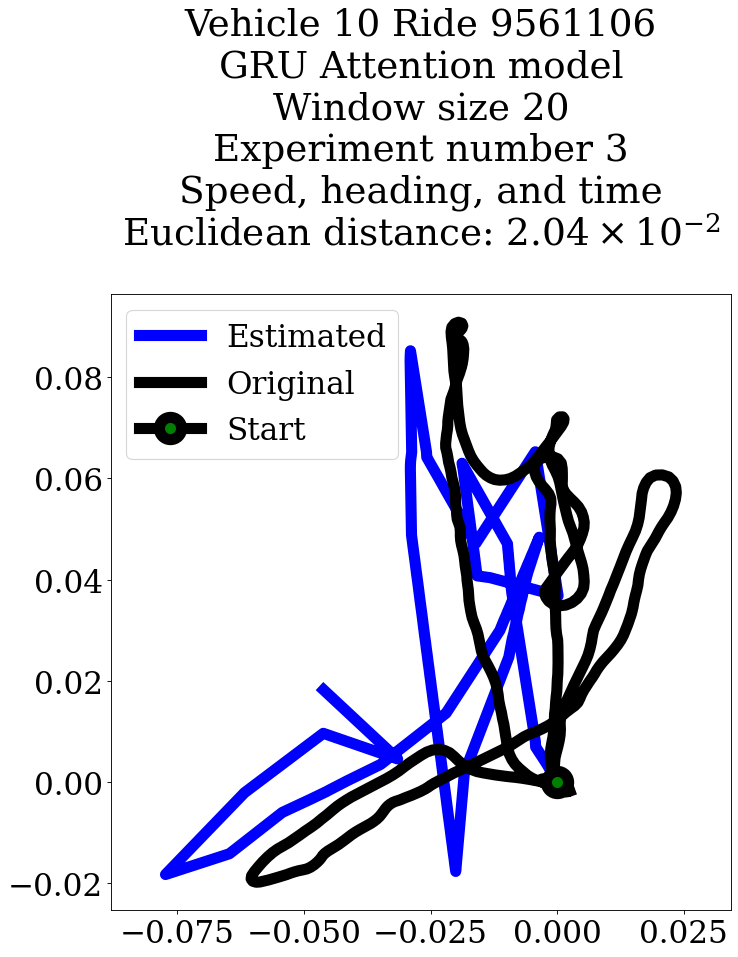 Vehicle 10 Ride 9561106
GRU Attention model
Window size 20
Experiment number 3
Speed, heading, and time
Euclidean distance: 2.04 × 10⁻²
Estimated
Original
Start
0.08
0.06
0.04
0.02
0.00
−0.02
−0.075 −0.050 −0.025 0.000 0.025